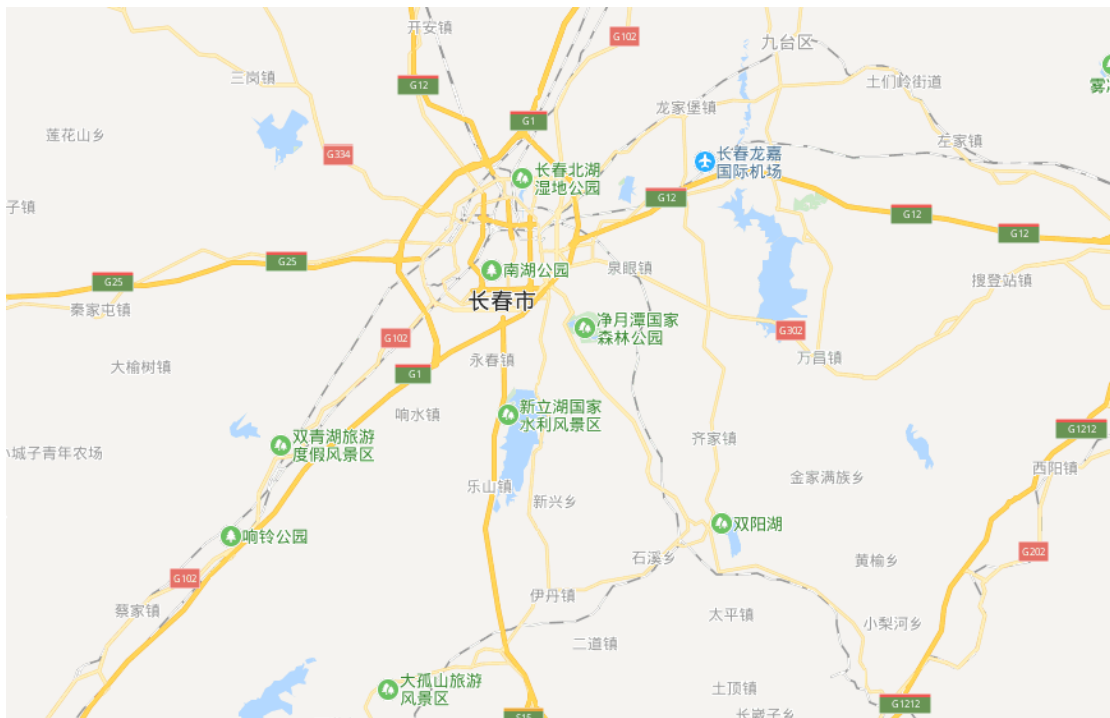 开安镇
G102
九台区
三岗镇
G12
土们岭街道
龙家堡镇
莲花山乡
G1
左家镇
G334
长春北湖
湿地公园
长春龙嘉
国际机场
子镇
G12
G12
G12
G25
南湖公园
泉眼镇
G25
搜登站镇
长春市
秦家屯镇
净月潭国家
森林公园
G302
G102
永春镇
万昌镇
大榆树镇
G1
响水镇
新立湖国家
水利风景区
G1212
双青湖旅游
度假风景区
齐家镇
小城子青年农场
西阳镇
金家满族乡
乐山镇
新兴乡
双阳湖
响铃公园
石溪乡
黄榆乡
G202
G102
伊丹镇
蔡家镇
太平镇
小梨河乡
二道镇
大孤山旅游
风景区
土顶镇
G1212
长崴子乡